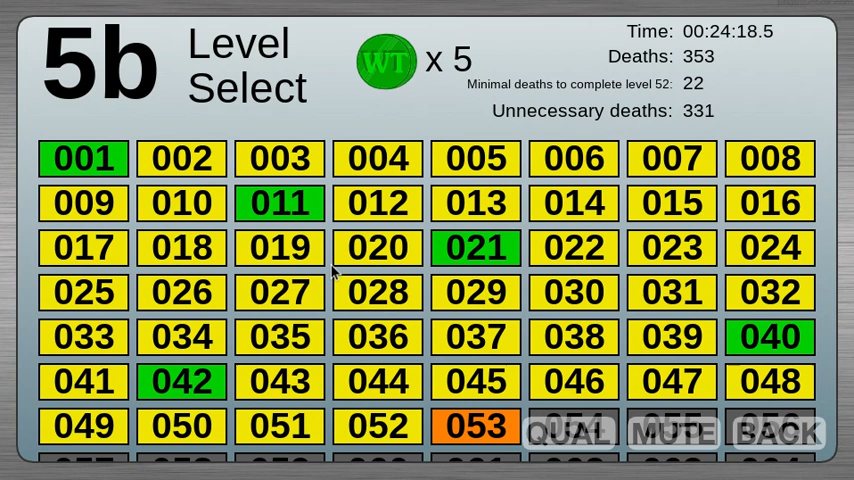 5b
Level
Select
WT x 5
Time: 00:24:18.5
Deaths: 353
Minimal deaths to complete level 52: 22
Unnecessary deaths: 331
001 002 003 004 005 006 007 008
009 010 011 012 013 014 015 016
017 018 019 020 021 022 023 024
025 026 027 028 029 030 031 032
033 034 035 036 037 038 039 040
041 042 043 044 045 046 047 048
049 050 051 052 053 054 055 056
QUAL MUTE BACK